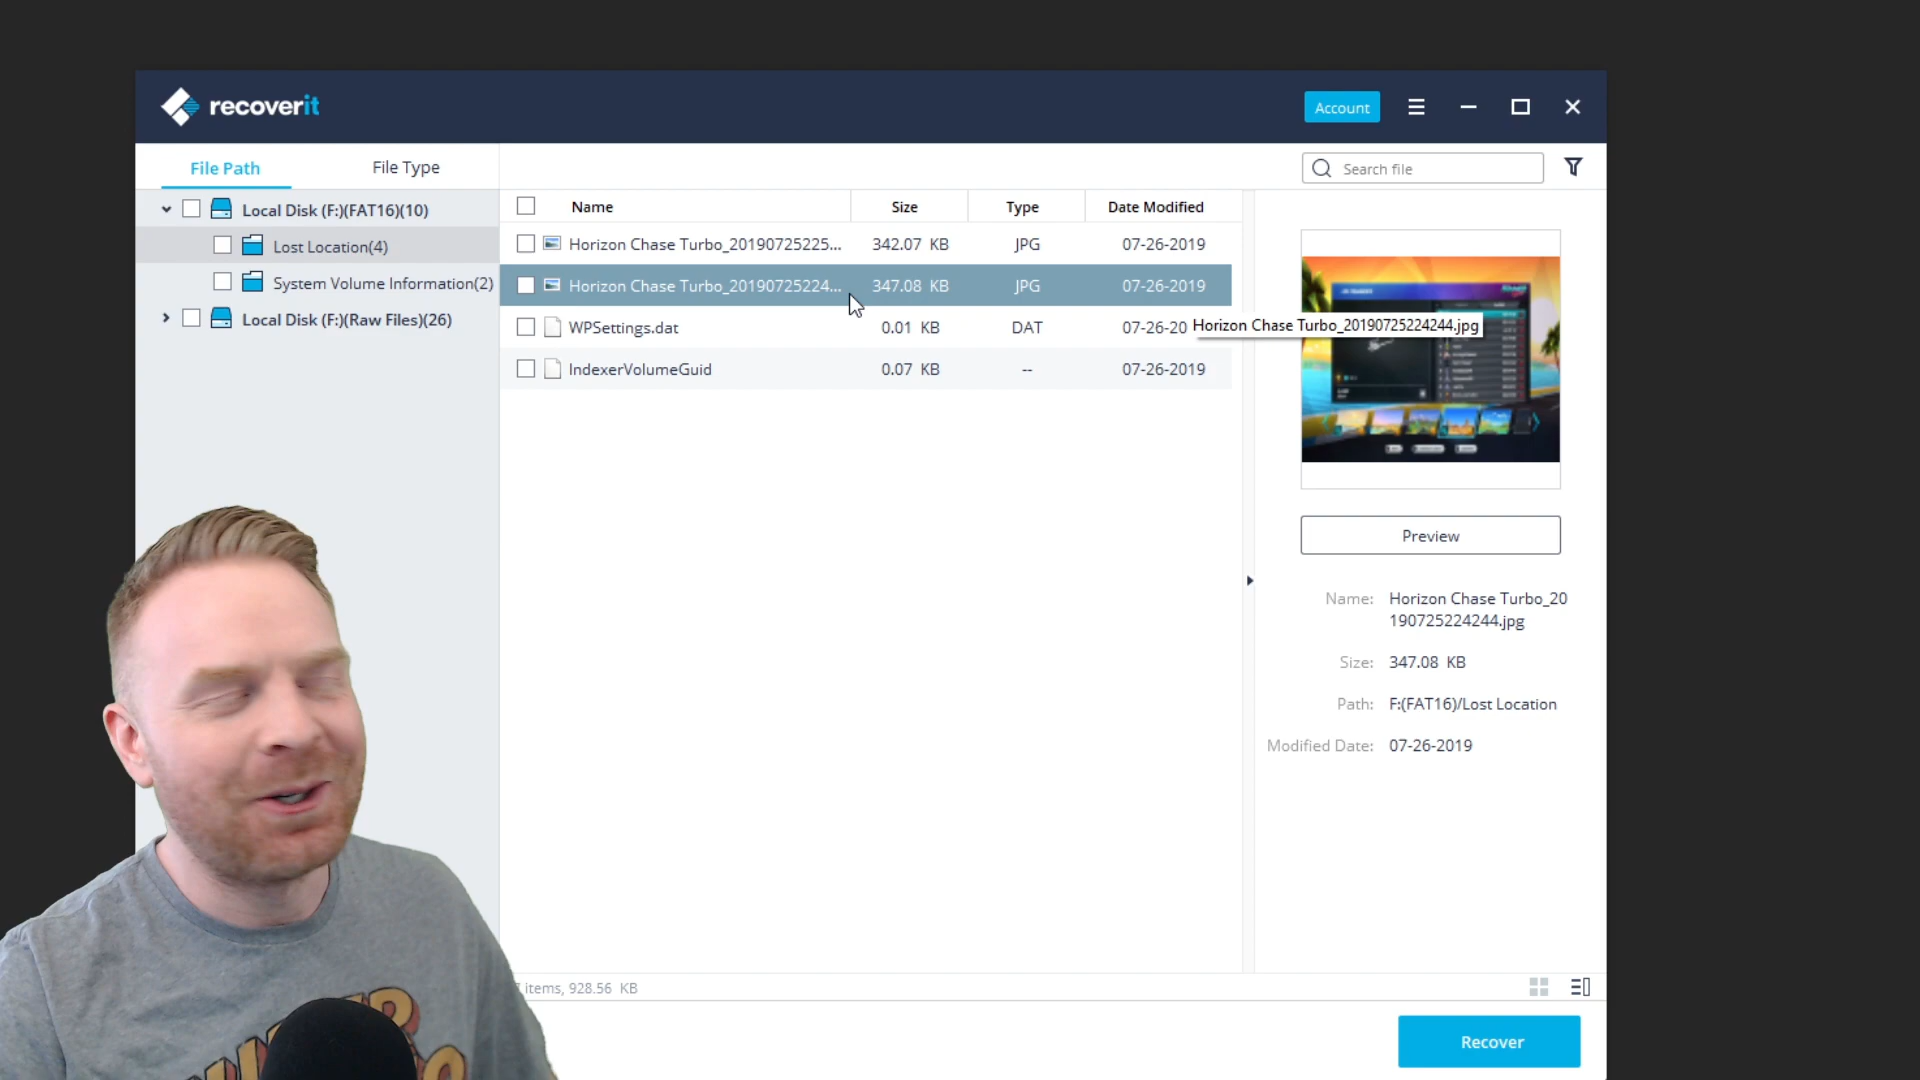 recoverit
Account
File Path
File Type
Search file
Local Disk (F:)(FAT16)(10)
Lost Location(4)
System Volume Information(2)
Local Disk (F:)(Raw Files)(26)
Name Size Type Date Modified
Horizon Chase Turbo_20190725225... 342.07 KB JPG 07-26-2019
Horizon Chase Turbo_20190725224... 347.08 KB JPG 07-26-2019
WPSettings.dat 0.01 KB DAT 07-26-20
IndexerVolumeGuid 0.07 KB -- 07-26-2019
Horizon Chase Turbo_20190725224244.jpg
Preview
Name: Horizon Chase Turbo_20
190725224244.jpg
Size: 347.08 KB
Path: F:(FAT16)/Lost Location
Modified Date: 07-26-2019
items, 928.56 KB
Recover